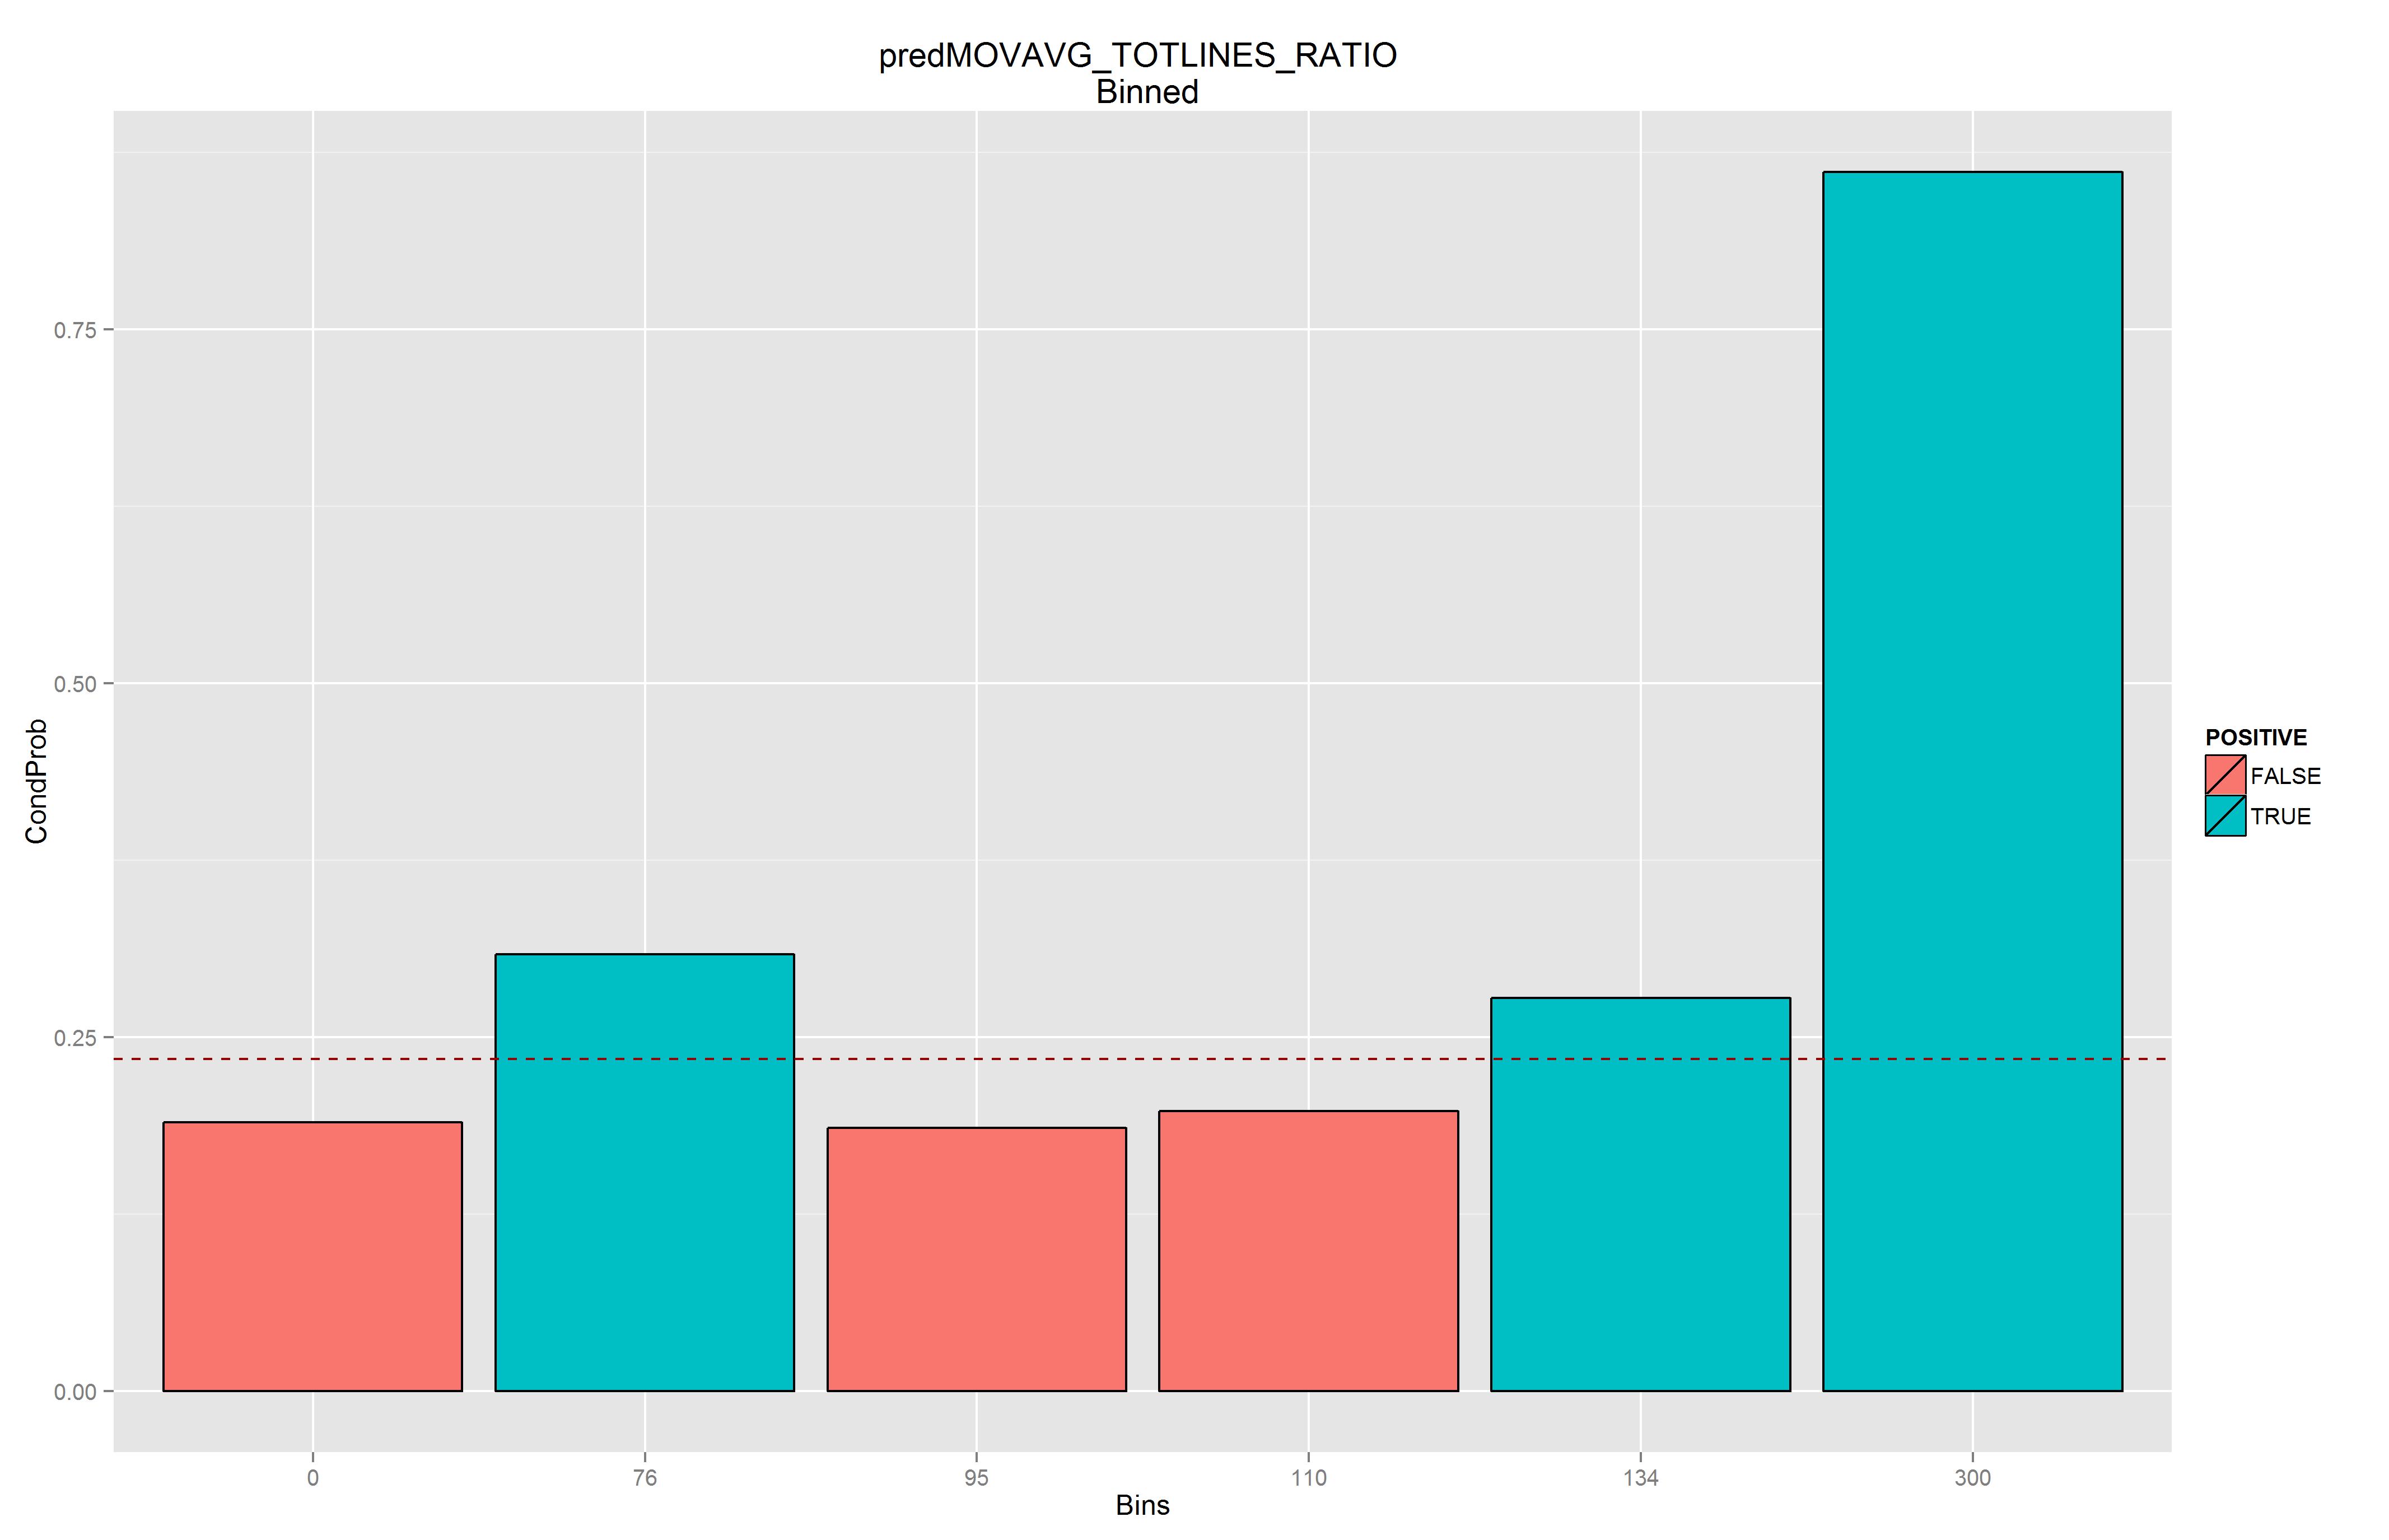 predMOVAVG_TOTLINES_RATIO
Binned
CondProb
0.75
0.50
0.25
0.00
0 76 95 110 134 300
Bins
POSITIVE
FALSE
TRUE